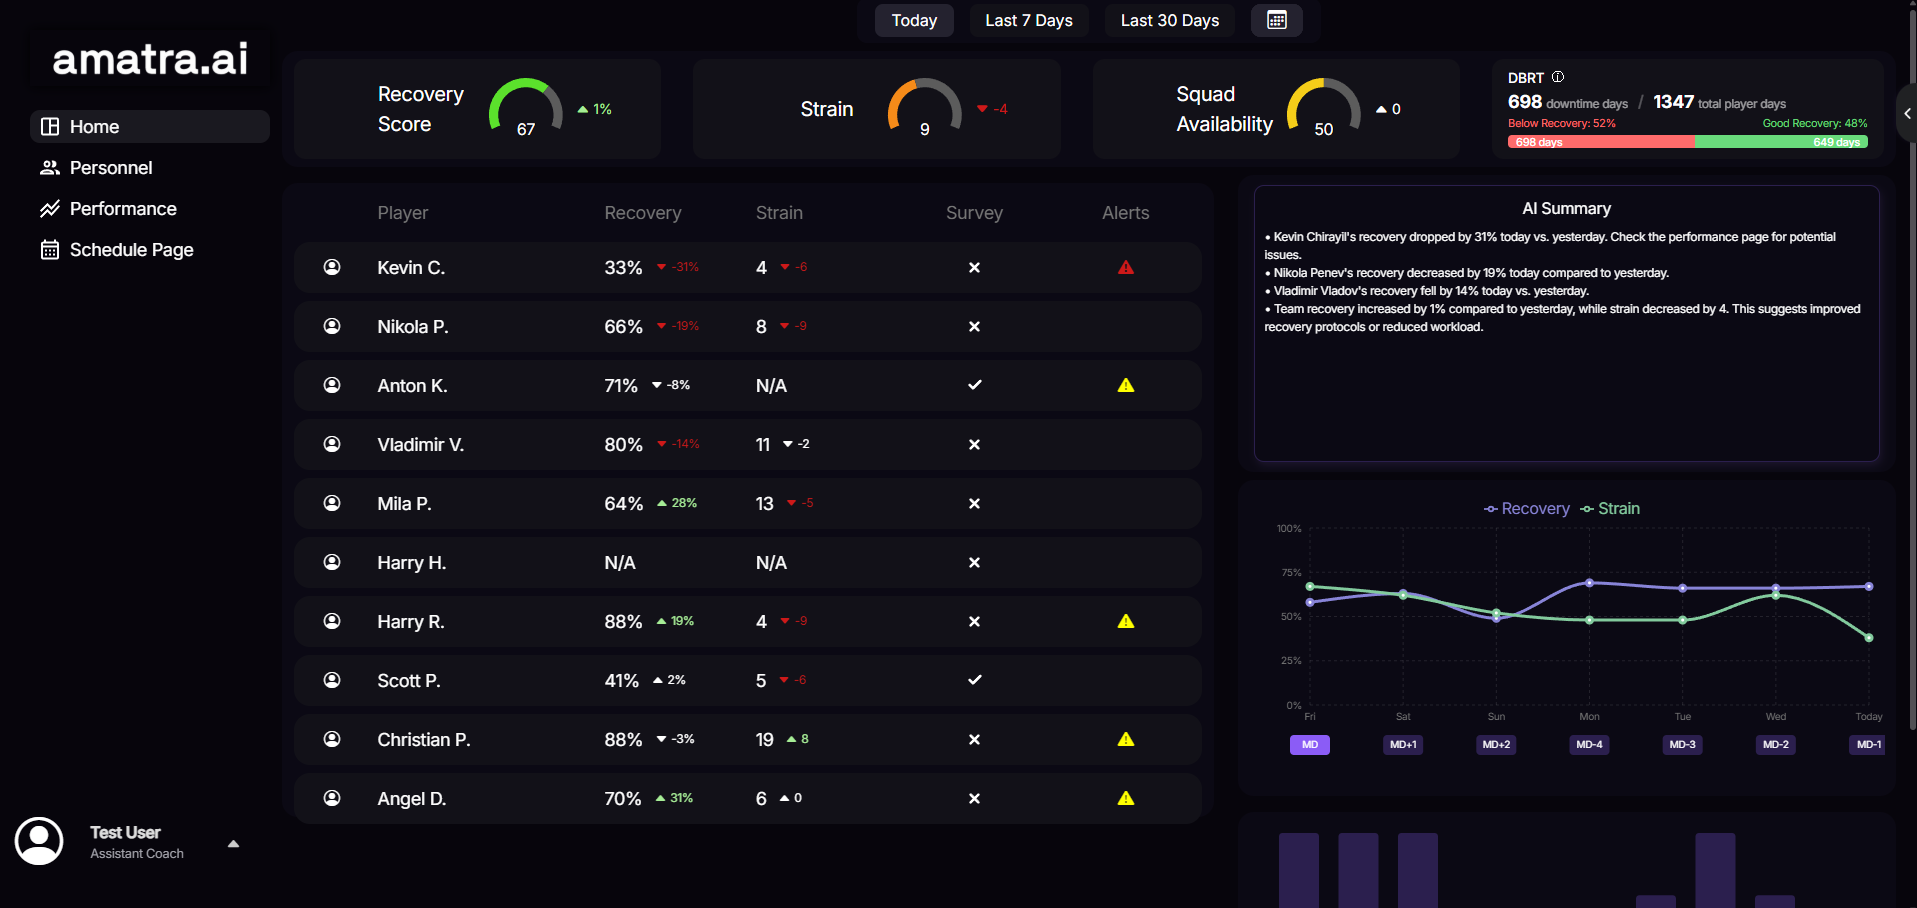 amatra.ai
Home
Personnel
Performance
Schedule Page
Test User
Assistant Coach
Today Last 7 Days Last 30 Days
Recovery
Score
67
1%
Strain
9
-4
Squad
Availability
50
0
DBRT
698 downtime days / 1347 total player days
Below Recovery: 52% Good Recovery: 48%
698 days 649 days
Player Recovery Strain Survey Alerts
Kevin C. 33% -31% 4 -6
Nikola P. 66% -19% 8 -9
Anton K. 71% -8% N/A
Vladimir V. 80% -14% 11 -2
Mila P. 64% 28% 13 -5
Harry H. N/A N/A
Harry R. 88% 19% 4 -9
Scott P. 41% 2% 5 -6
Christian P. 88% -3% 19 8
Angel D. 70% 31% 6 0
AI Summary
• Kevin Chirayil's recovery dropped by 31% today vs. yesterday. Check the performance page for potential
issues.
• Nikola Penev's recovery decreased by 19% today compared to yesterday.
• Vladimir Vladov's recovery fell by 14% today vs. yesterday.
• Team recovery increased by 1% compared to yesterday, while strain decreased by 4. This suggests improved
recovery protocols or reduced workload.
Recovery Strain
100%
75%
50%
25%
0%
Fri Sat Sun Mon Tue Wed Today
MD MD+1 MD+2 MD-4 MD-3 MD-2 MD-1